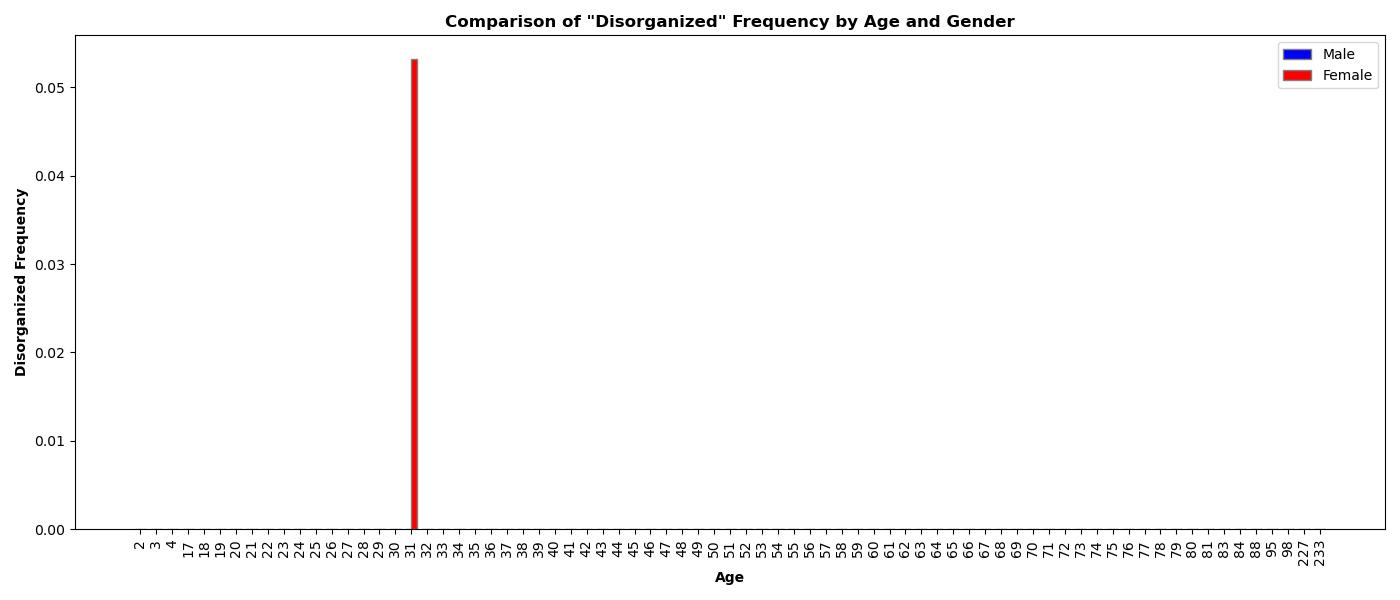 Comparison of "Disorganized" Frequency by Age and Gender
Male
Female
Disorganized Frequency
0.05
0.04
0.03
0.02
0.01
0.00
2 3 4 17 18 19 20 21 22 23 24 25 26 27 28 29 30 31 32 33 34 35 36 37 38 39 40 41 42 43 44 45 46 47 48 49 50 51 52 53 54 55 56 57 58 59 60 61 62 63 64 65 66 67 68 69 70 71 72 73 74 75 76 77 78 79 80 81 83 84 88 95 98 227 233
Age